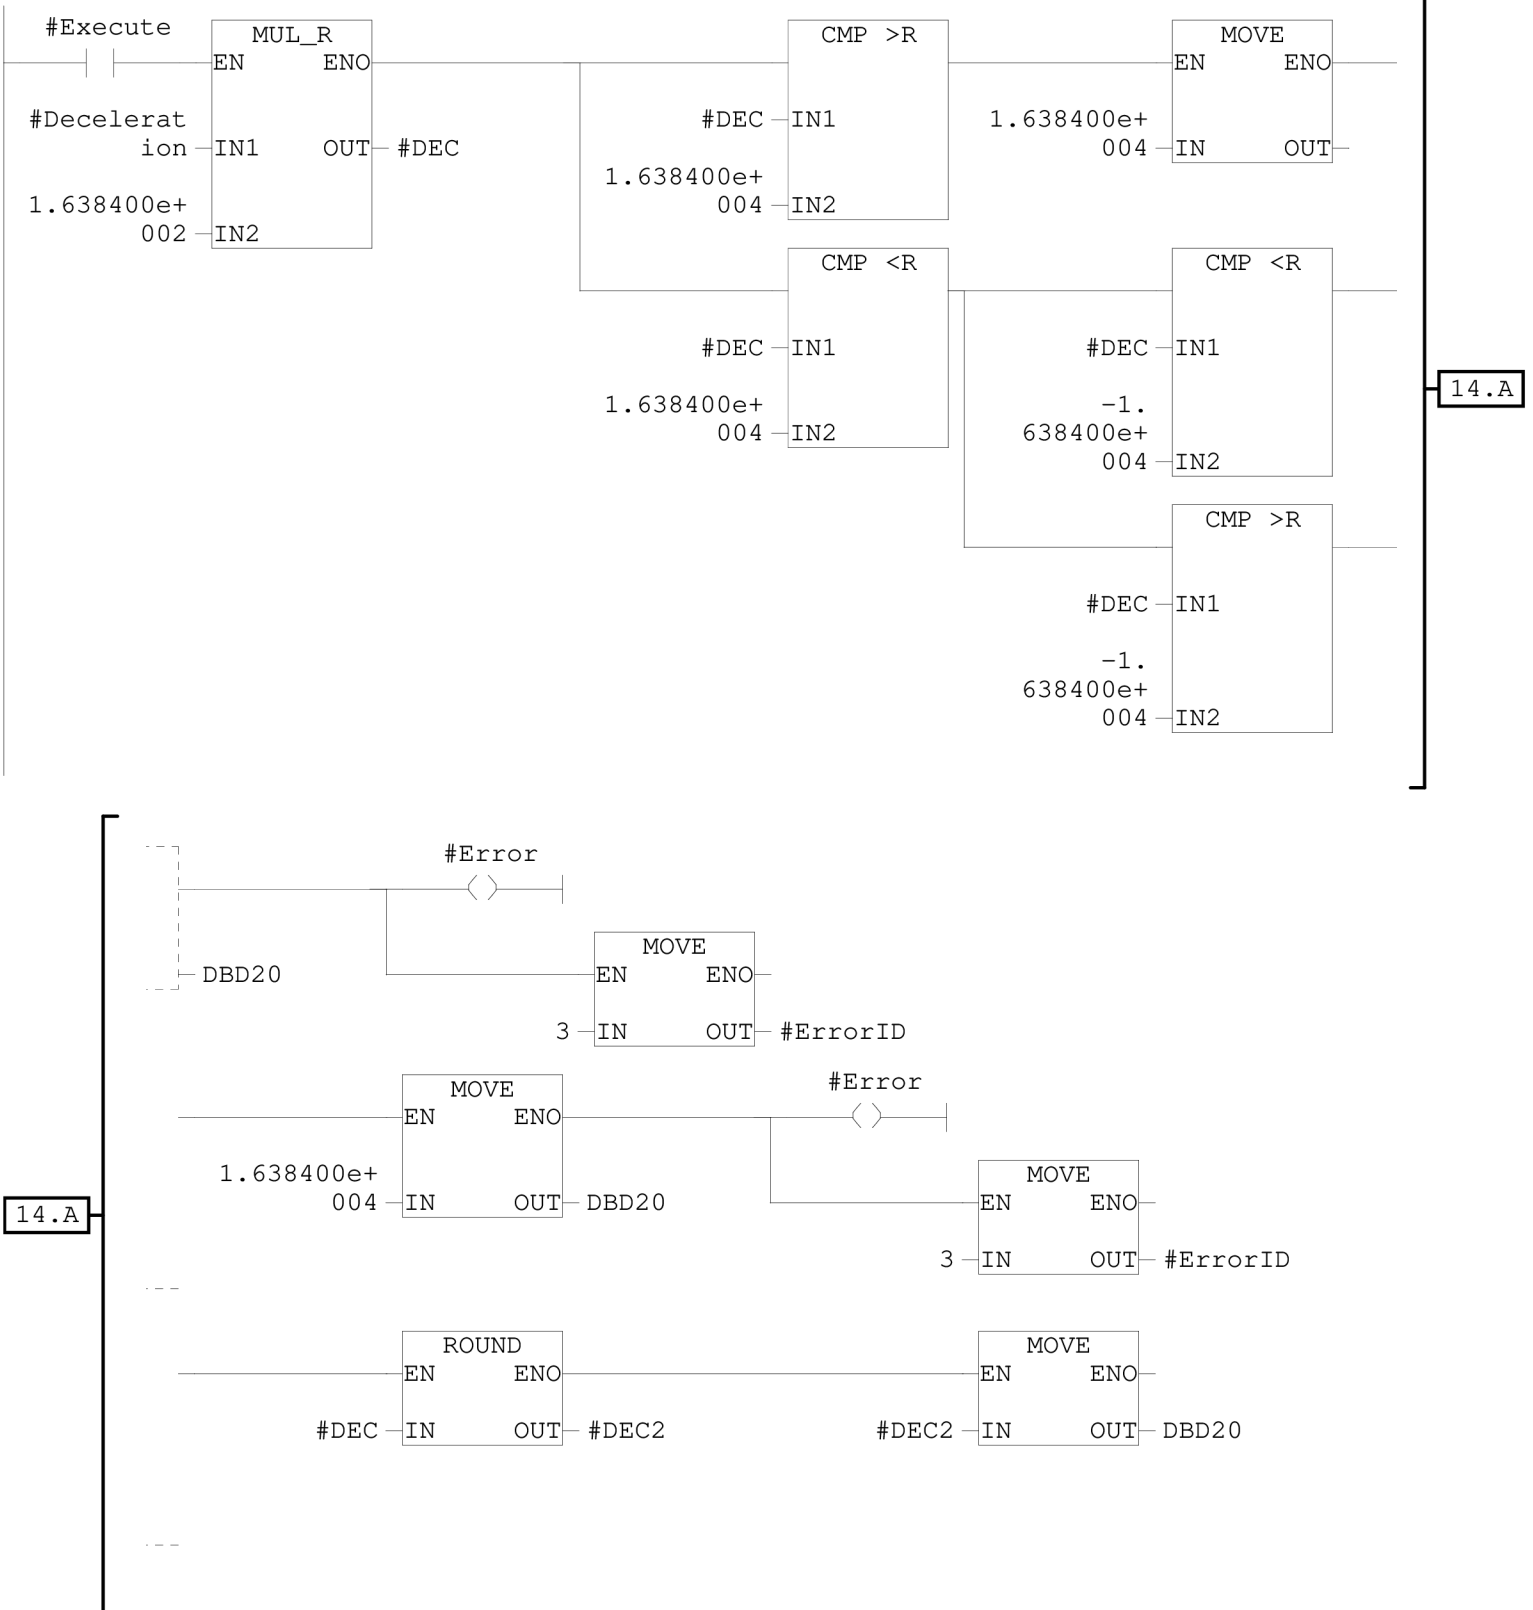 #Execute
MUL_R
CMP >R
MOVE
EN ENO
EN ENO
#Decelerat
ion IN1 OUT #DEC
#DEC IN1
1.638400e+
004 IN OUT
1.638400e+
002 IN2
1.638400e+
004 IN2
CMP <R
CMP <R
#DEC IN1
#DEC IN1
14.A
1.638400e+
004 IN2
-1.
638400e+
004 IN2
CMP >R
#DEC IN1
-1.
638400e+
004 IN2
#Error
MOVE
DBD20
EN ENO
3 IN OUT #ErrorID
MOVE
#Error
EN ENO
MOVE
1.638400e+
004 IN OUT DBD20
EN ENO
14.A
3 IN OUT #ErrorID
ROUND
MOVE
EN ENO
EN ENO
#DEC IN OUT #DEC2
#DEC2 IN OUT DBD20